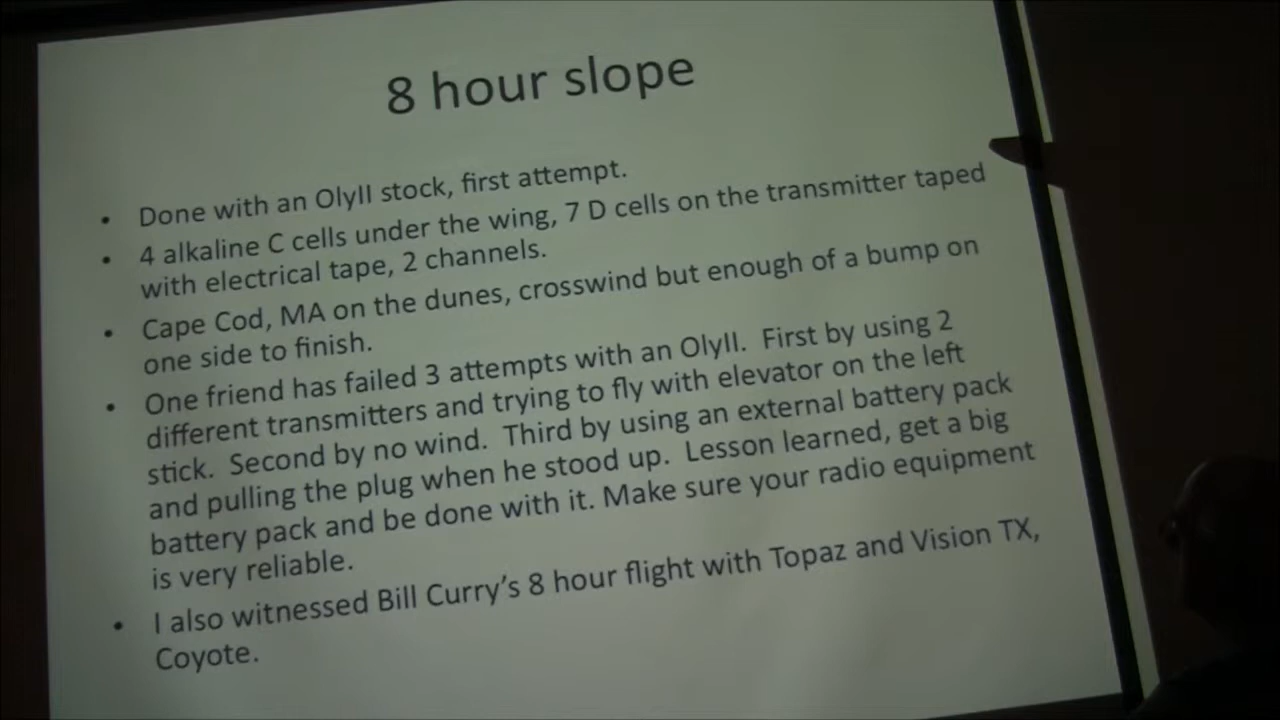 8 hour slope
• Done with an OlyII stock, first attempt.
• 4 alkaline C cells under the wing, 7 D cells on the transmitter taped
with electrical tape, 2 channels.
• Cape Cod, MA on the dunes, crosswind but enough of a bump on
one side to finish.
• One friend has failed 3 attempts with an OlyII.  First by using 2
different transmitters and trying to fly with elevator on the left
stick.  Second by no wind.  Third by using an external battery pack
and pulling the plug when he stood up.  Lesson learned, get a big
battery pack and be done with it. Make sure your radio equipment
is very reliable.
• I also witnessed Bill Curry’s 8 hour flight with Topaz and Vision TX,
Coyote.